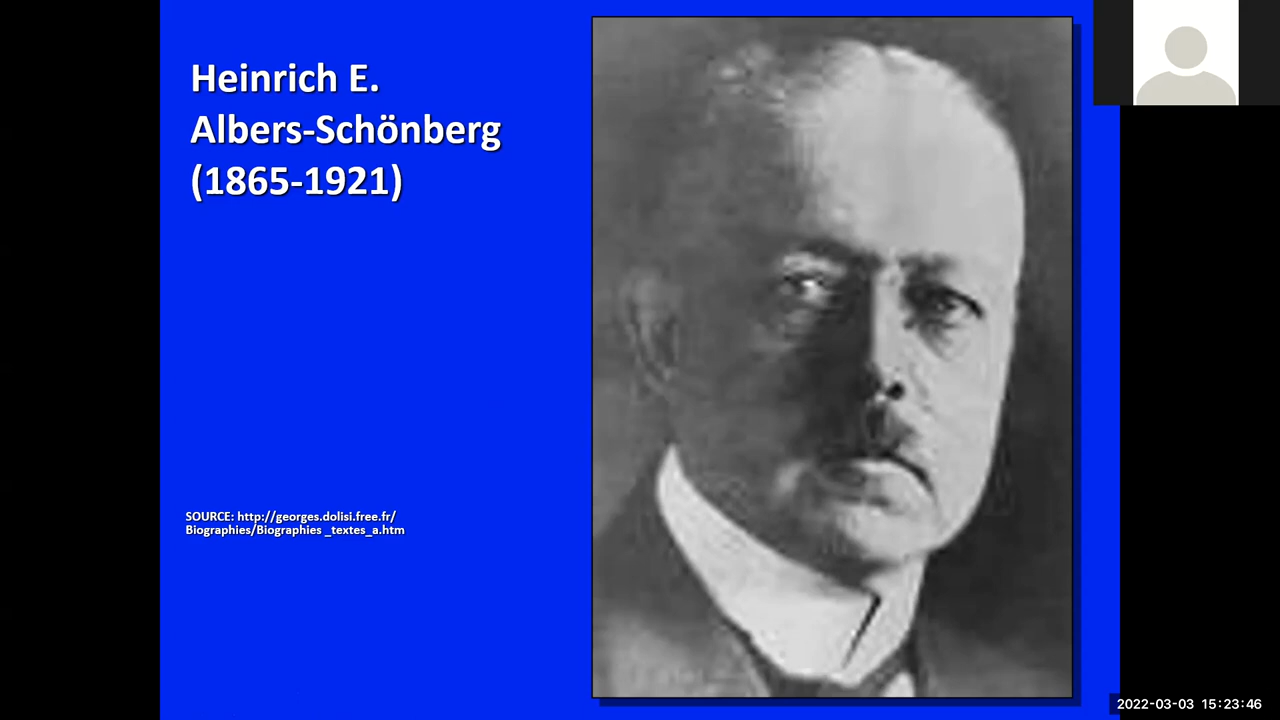 Heinrich E.
Albers-Schönberg
(1865-1921)
SOURCE: http://georges.dolisi.free.fr/
Biographies/Biographies _textes_a.htm
2022-03-03 15:23:46